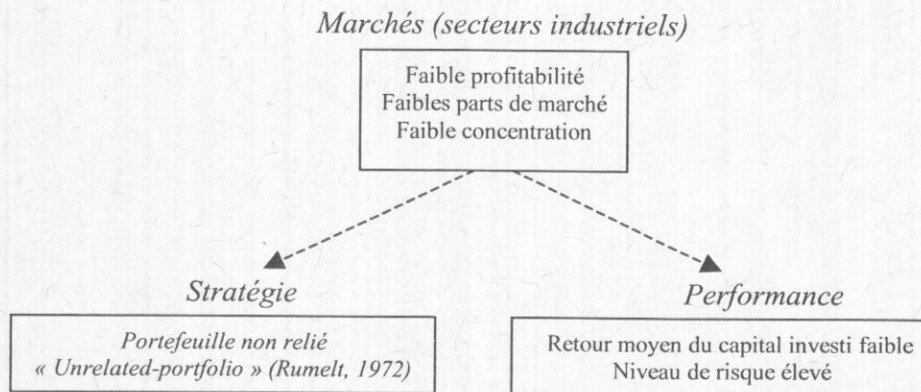 Marchés (secteurs industriels)
Faible profitabilité
Faibles parts de marché
Faible concentration
Stratégie
Portefeuille non relié
« Unrelated-portfolio » (Rumelt, 1972)
Performance
Retour moyen du capital investi faible
Niveau de risque élevé